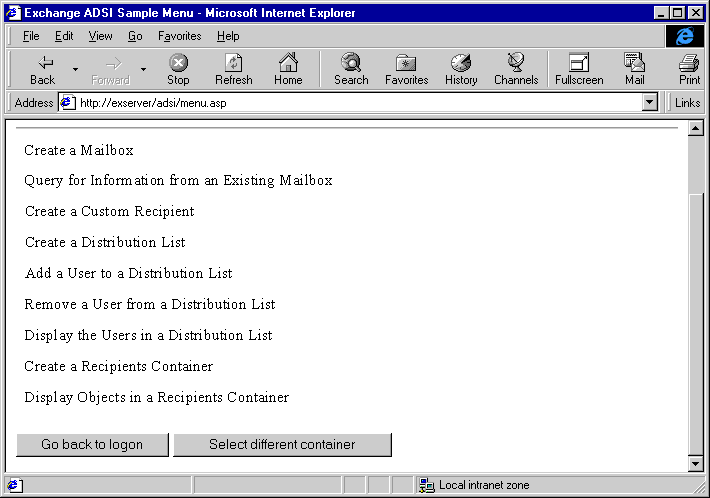 Exchange ADSI Sample Menu - Microsoft Internet Explorer
File Edit View Go Favorites Help
Back Forward Stop Refresh Home Search Favorites History Channels Fullscreen Mail Print
Address http://exserver/adsi/menu.asp Links
Create a Mailbox
Query for Information from an Existing Mailbox
Create a Custom Recipient
Create a Distribution List
Add a User to a Distribution List
Remove a User from a Distribution List
Display the Users in a Distribution List
Create a Recipients Container
Display Objects in a Recipients Container
Go back to logon Select different container
Local intranet zone